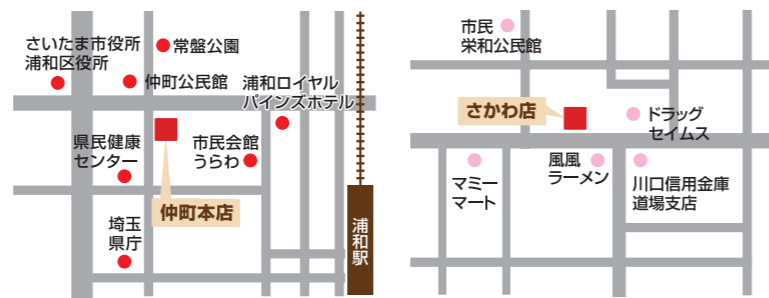 さいたま市役所
浦和区役所
常盤公園
仲町公民館
浦和ロイヤル
パインズホテル
県民健康
センター
市民会館
うらわ
仲町本店
埼玉
県庁
浦和駅
市民
栄和公民館
さかわ店
ドラッグ
セイムス
マミー
マート
風風
ラーメン
川口信用金庫
道場支店